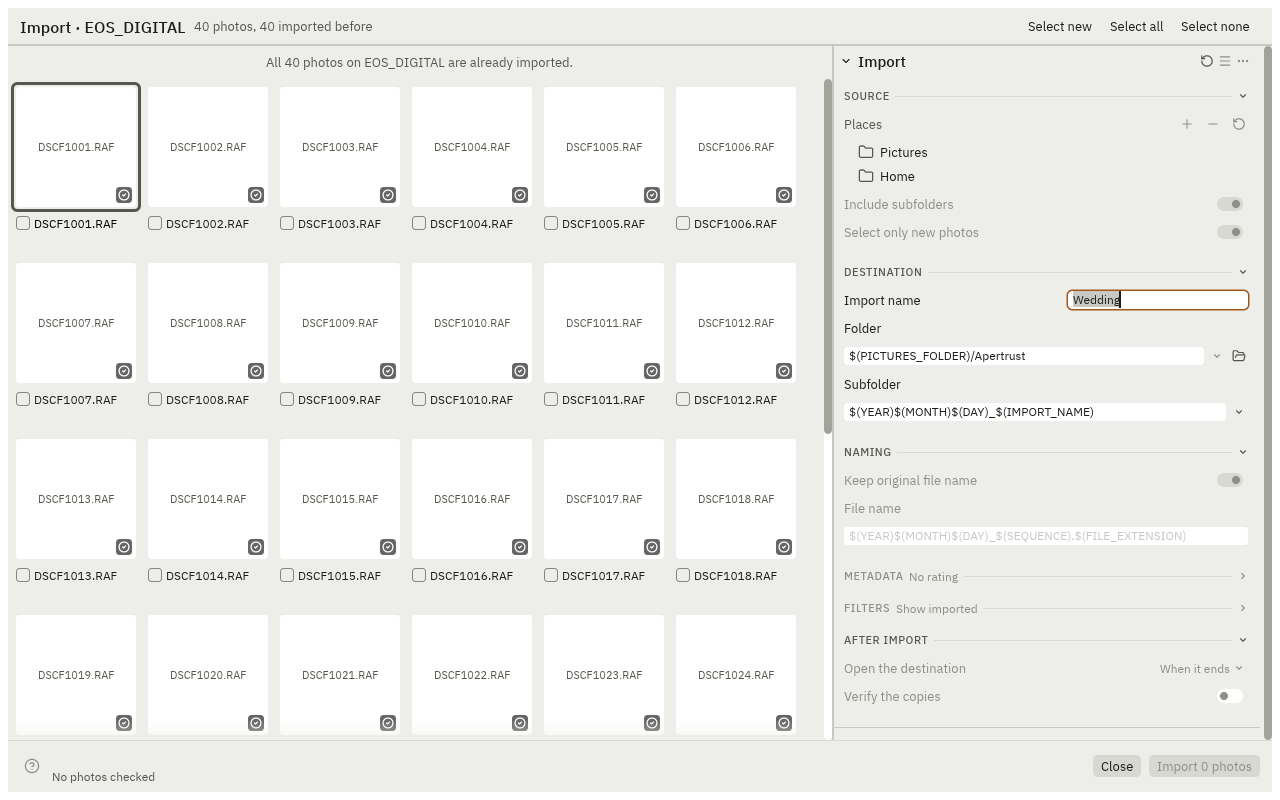 Import · EOS_DIGITAL 40 photos, 40 imported before Select new Select all Select none
All 40 photos on EOS_DIGITAL are already imported.
DSCF1001.RAF DSCF1002.RAF DSCF1003.RAF DSCF1004.RAF DSCF1005.RAF DSCF1006.RAF
DSCF1001.RAF DSCF1002.RAF DSCF1003.RAF DSCF1004.RAF DSCF1005.RAF DSCF1006.RAF
DSCF1007.RAF DSCF1008.RAF DSCF1009.RAF DSCF1010.RAF DSCF1011.RAF DSCF1012.RAF
DSCF1007.RAF DSCF1008.RAF DSCF1009.RAF DSCF1010.RAF DSCF1011.RAF DSCF1012.RAF
DSCF1013.RAF DSCF1014.RAF DSCF1015.RAF DSCF1016.RAF DSCF1017.RAF DSCF1018.RAF
DSCF1013.RAF DSCF1014.RAF DSCF1015.RAF DSCF1016.RAF DSCF1017.RAF DSCF1018.RAF
DSCF1019.RAF DSCF1020.RAF DSCF1021.RAF DSCF1022.RAF DSCF1023.RAF DSCF1024.RAF
Import
SOURCE
Places
Pictures
Home
Include subfolders
Select only new photos
DESTINATION
Import name Wedding
Folder
$(PICTURES_FOLDER)/Apertrust
Subfolder
$(YEAR)$(MONTH)$(DAY)_$(IMPORT_NAME)
NAMING
Keep original file name
File name
$(YEAR)$(MONTH)$(DAY)_$(SEQUENCE).$(FILE_EXTENSION)
METADATA No rating
FILTERS Show imported
AFTER IMPORT
Open the destination When it ends
Verify the copies
No photos checked Close Import 0 photos